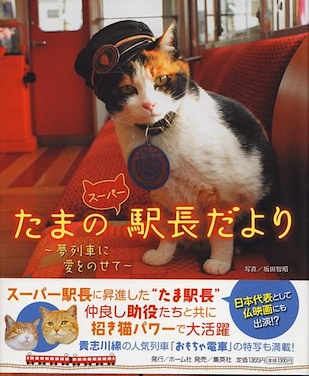 スーパー
たまの駅長だより
～夢列車に
愛をのせて～
写真／坂田智昭
スーパー駅長に昇進した“たま駅長”
仲良し助役たちと共に
招き猫パワーで大活躍
貴志川線の人気列車「おもちゃ電車」の特写も満載!
日本代表として
仏映画にも
出演!?
発行／ホーム社 発売／集英社 定価1365円 本体1300円